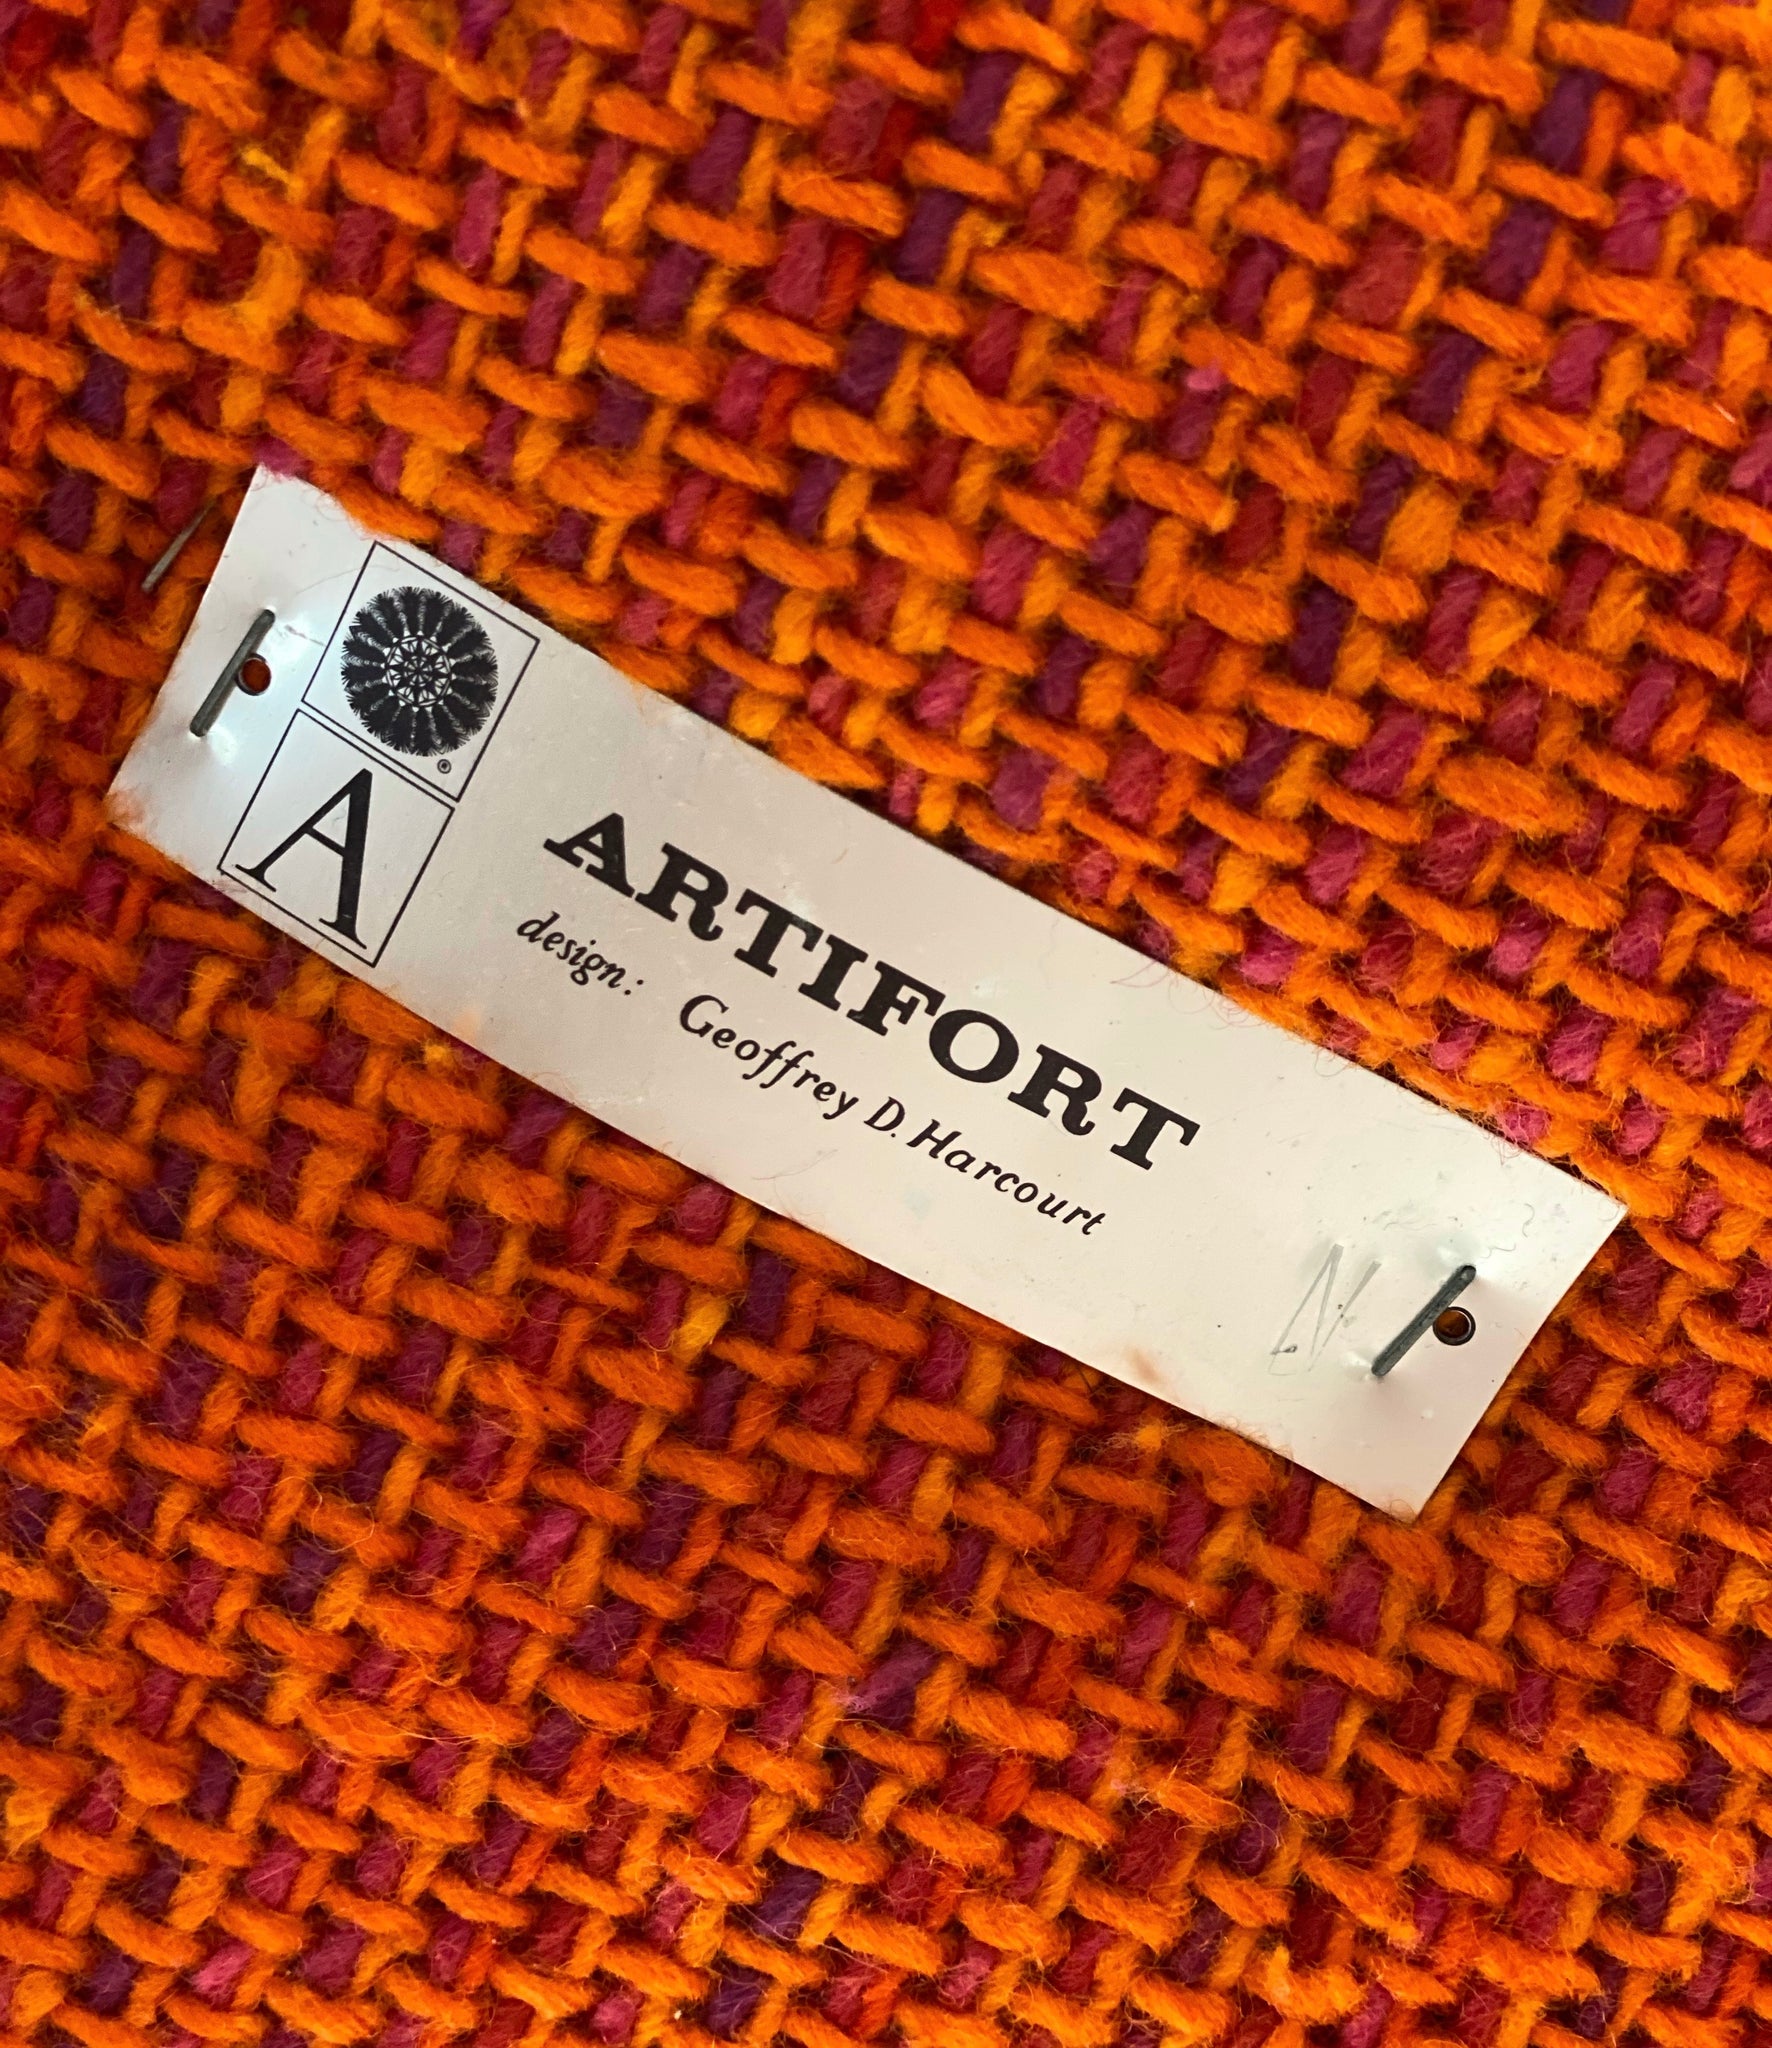 A
ARTIFORT
design: Geoffrey D. Harcourt
N